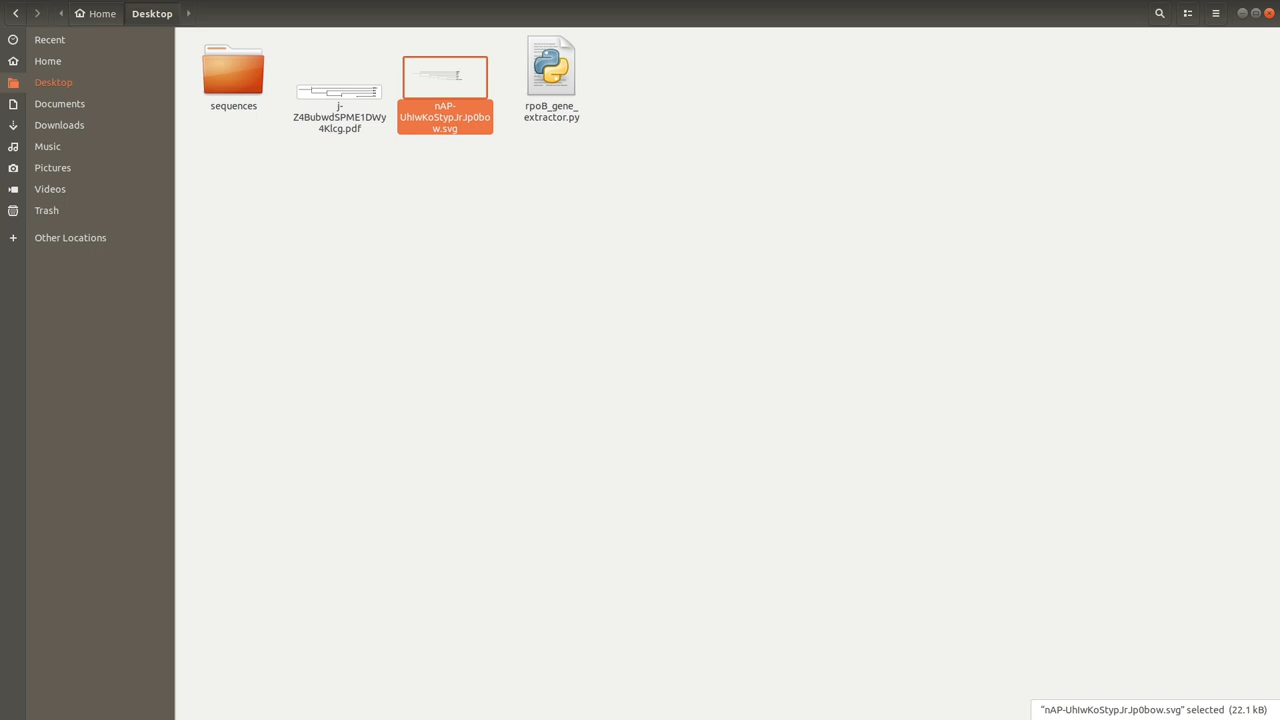 Home
Desktop
Recent
Home
Desktop
Documents
Downloads
Music
Pictures
Videos
Trash
Other Locations
sequences
j-
Z4BubwdSPME1DWy
4Klcg.pdf
nAP-
UhIwKoStypJrJp0bo
w.svg
rpoB_gene_
extractor.py
"nAP-UhIwKoStypJrJp0bow.svg" selected (22.1 kB)